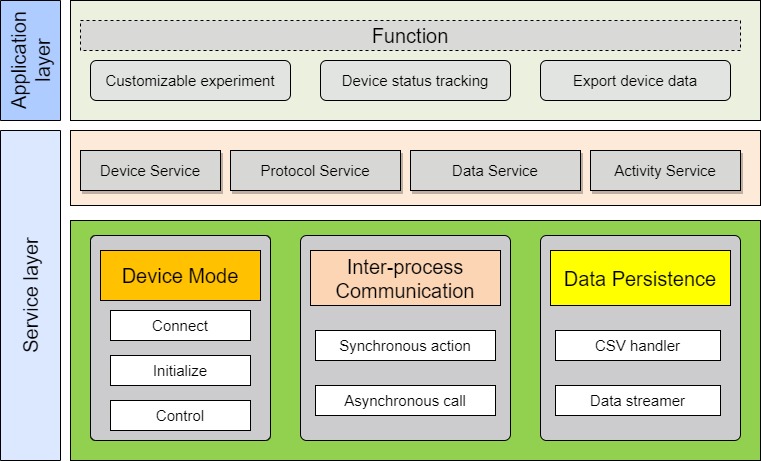 Application
layer
Function
Customizable experiment
Device status tracking
Export device data
Service layer
Device Service
Protocol Service
Data Service
Activity Service
Device Mode
Connect
Initialize
Control
Inter-process
Communication
Synchronous action
Asynchronous call
Data Persistence
CSV handler
Data streamer